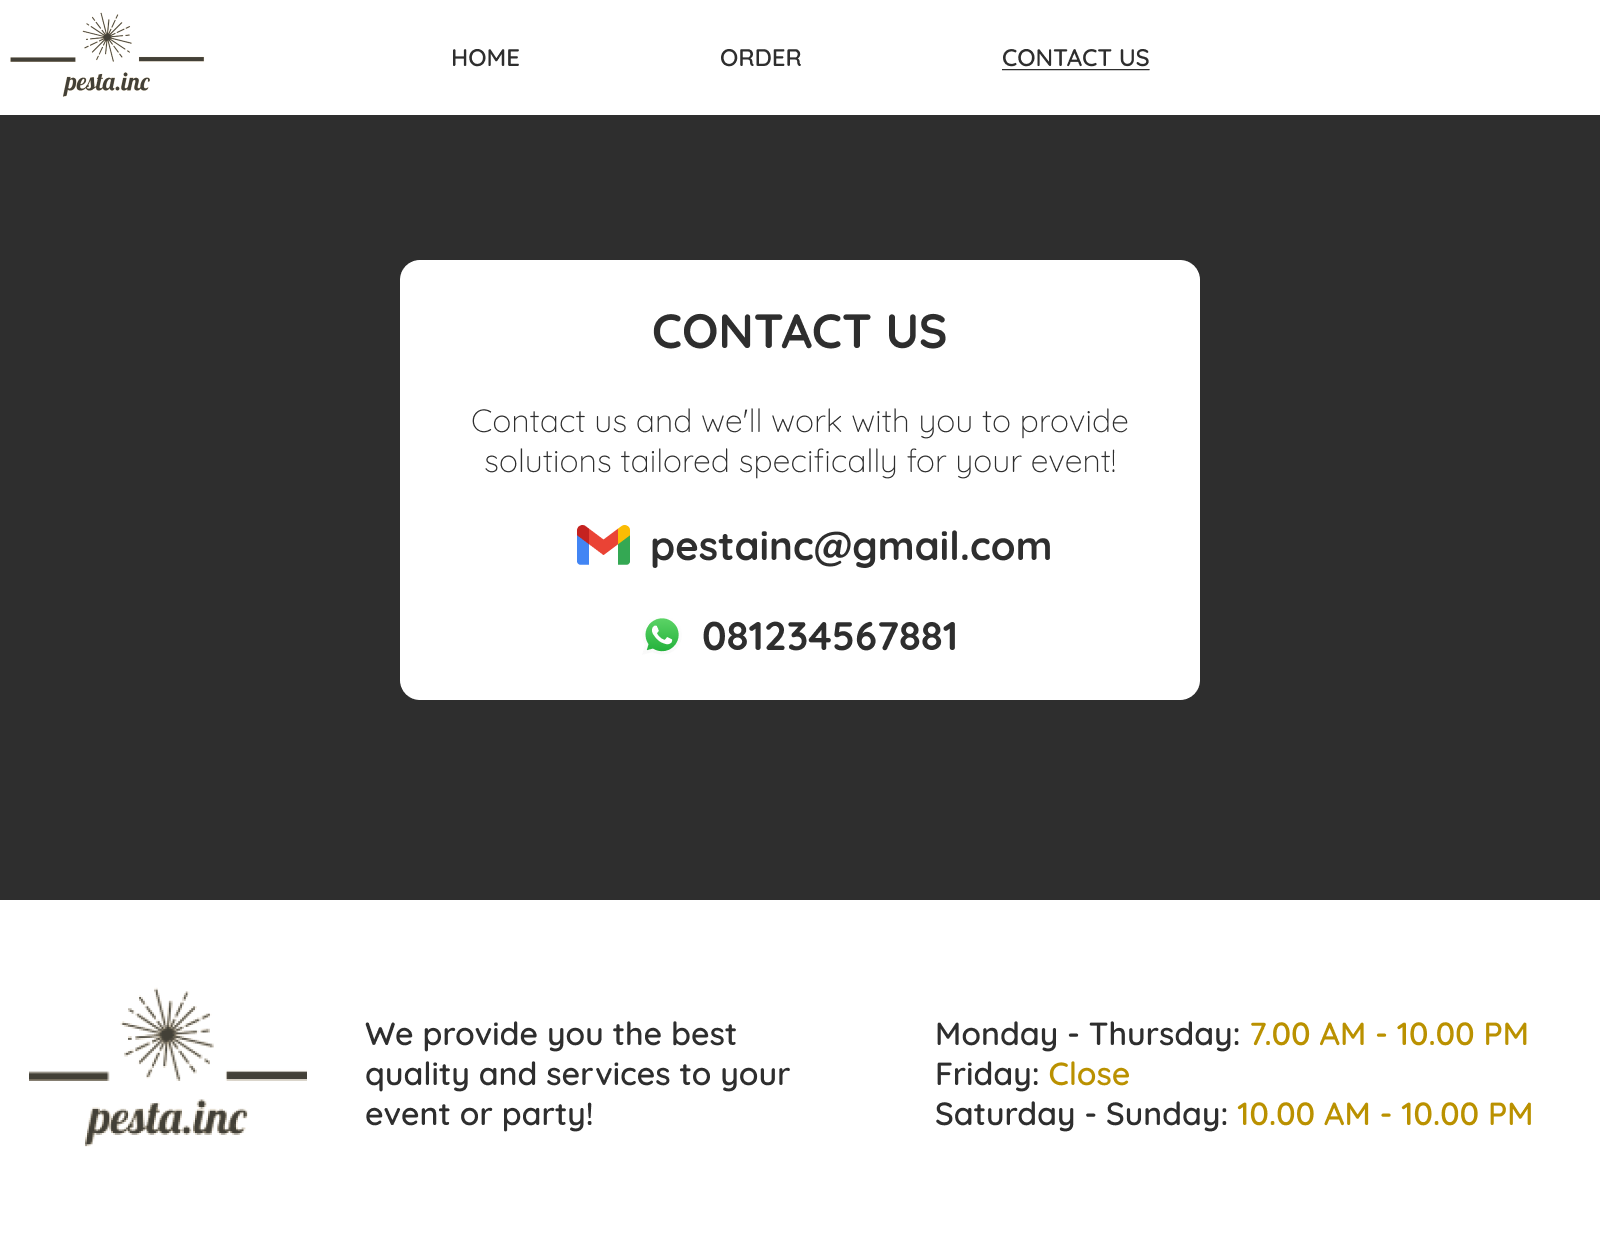 pesta.inc
HOME
ORDER
CONTACT US
CONTACT US
Contact us and we'll work with you to provide
solutions tailored specifically for your event!
pestainc@gmail.com
081234567881
pesta.inc
We provide you the best
quality and services to your
event or party!
Monday - Thursday: 7.00 AM - 10.00 PM
Friday: Close
Saturday - Sunday: 10.00 AM - 10.00 PM